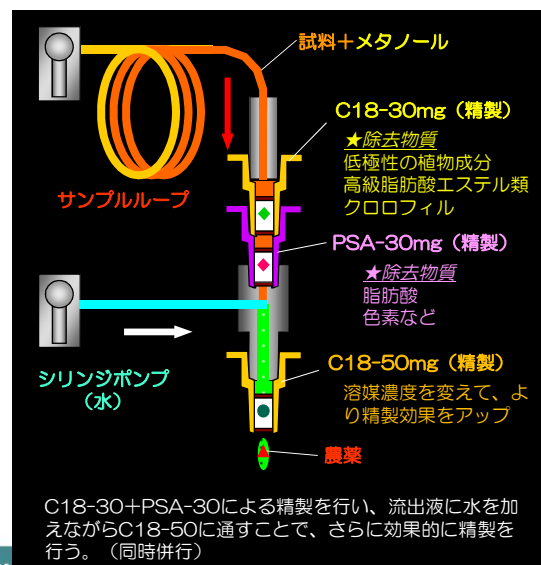 試料＋メタノール
C18-30mg（精製）
★除去物質
低極性の植物成分
高級脂肪酸エステル類
クロロフィル
サンプルループ
PSA-30mg（精製）
★除去物質
脂肪酸
色素など
シリンジポンプ
（水）
C18-50mg（精製）
溶媒濃度を変えて、よ
り精製効果をアップ
農薬
C18-30＋PSA-30による精製を行い、流出液に水を加
えながらC18-50に通すことで、さらに効果的に精製を
行う。（同時併行）